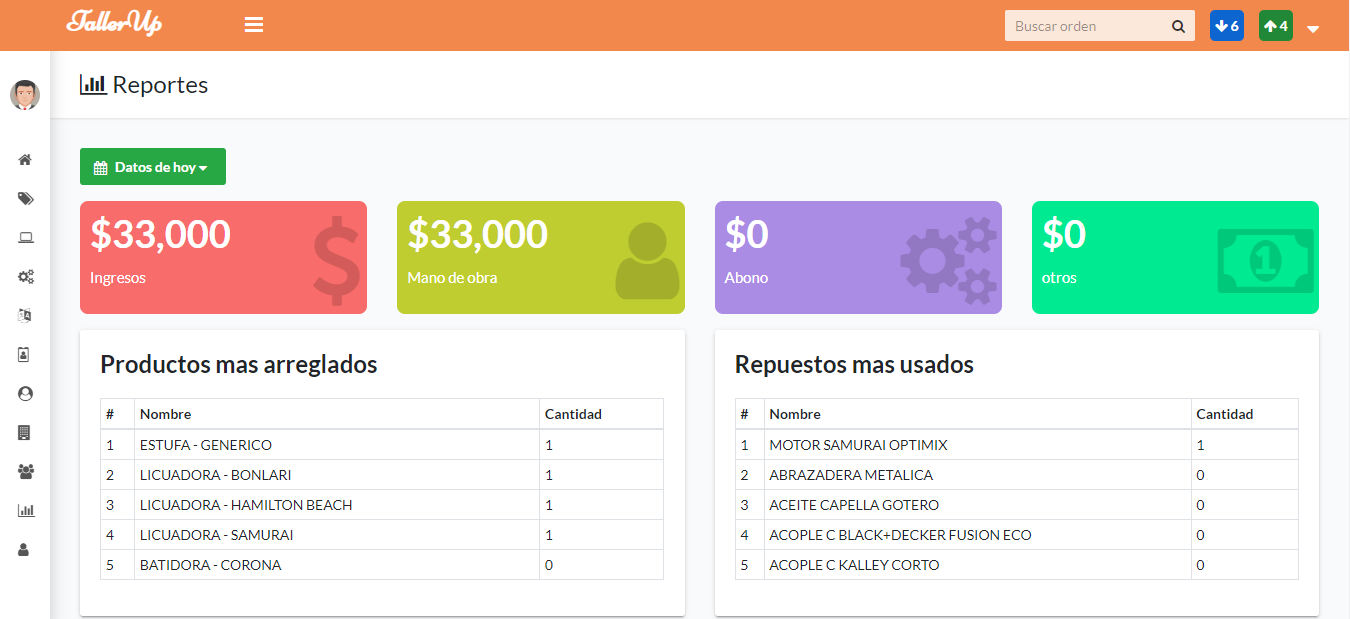 TallerUp
Buscar orden
6
4
Reportes
Datos de hoy
$33,000
Ingresos
$33,000
Mano de obra
$0
Abono
$0
otros
1
Productos mas arreglados
# Nombre Cantidad
1 ESTUFA - GENERICO 1
2 LICUADORA - BONLARI 1
3 LICUADORA - HAMILTON BEACH 1
4 LICUADORA - SAMURAI 1
5 BATIDORA - CORONA 0
Repuestos mas usados
# Nombre Cantidad
1 MOTOR SAMURAI OPTIMIX 1
2 ABRAZADERA METALICA 0
3 ACEITE CAPELLA GOTERO 0
4 ACOPLE C BLACK+DECKER FUSION ECO 0
5 ACOPLE C KALLEY CORTO 0